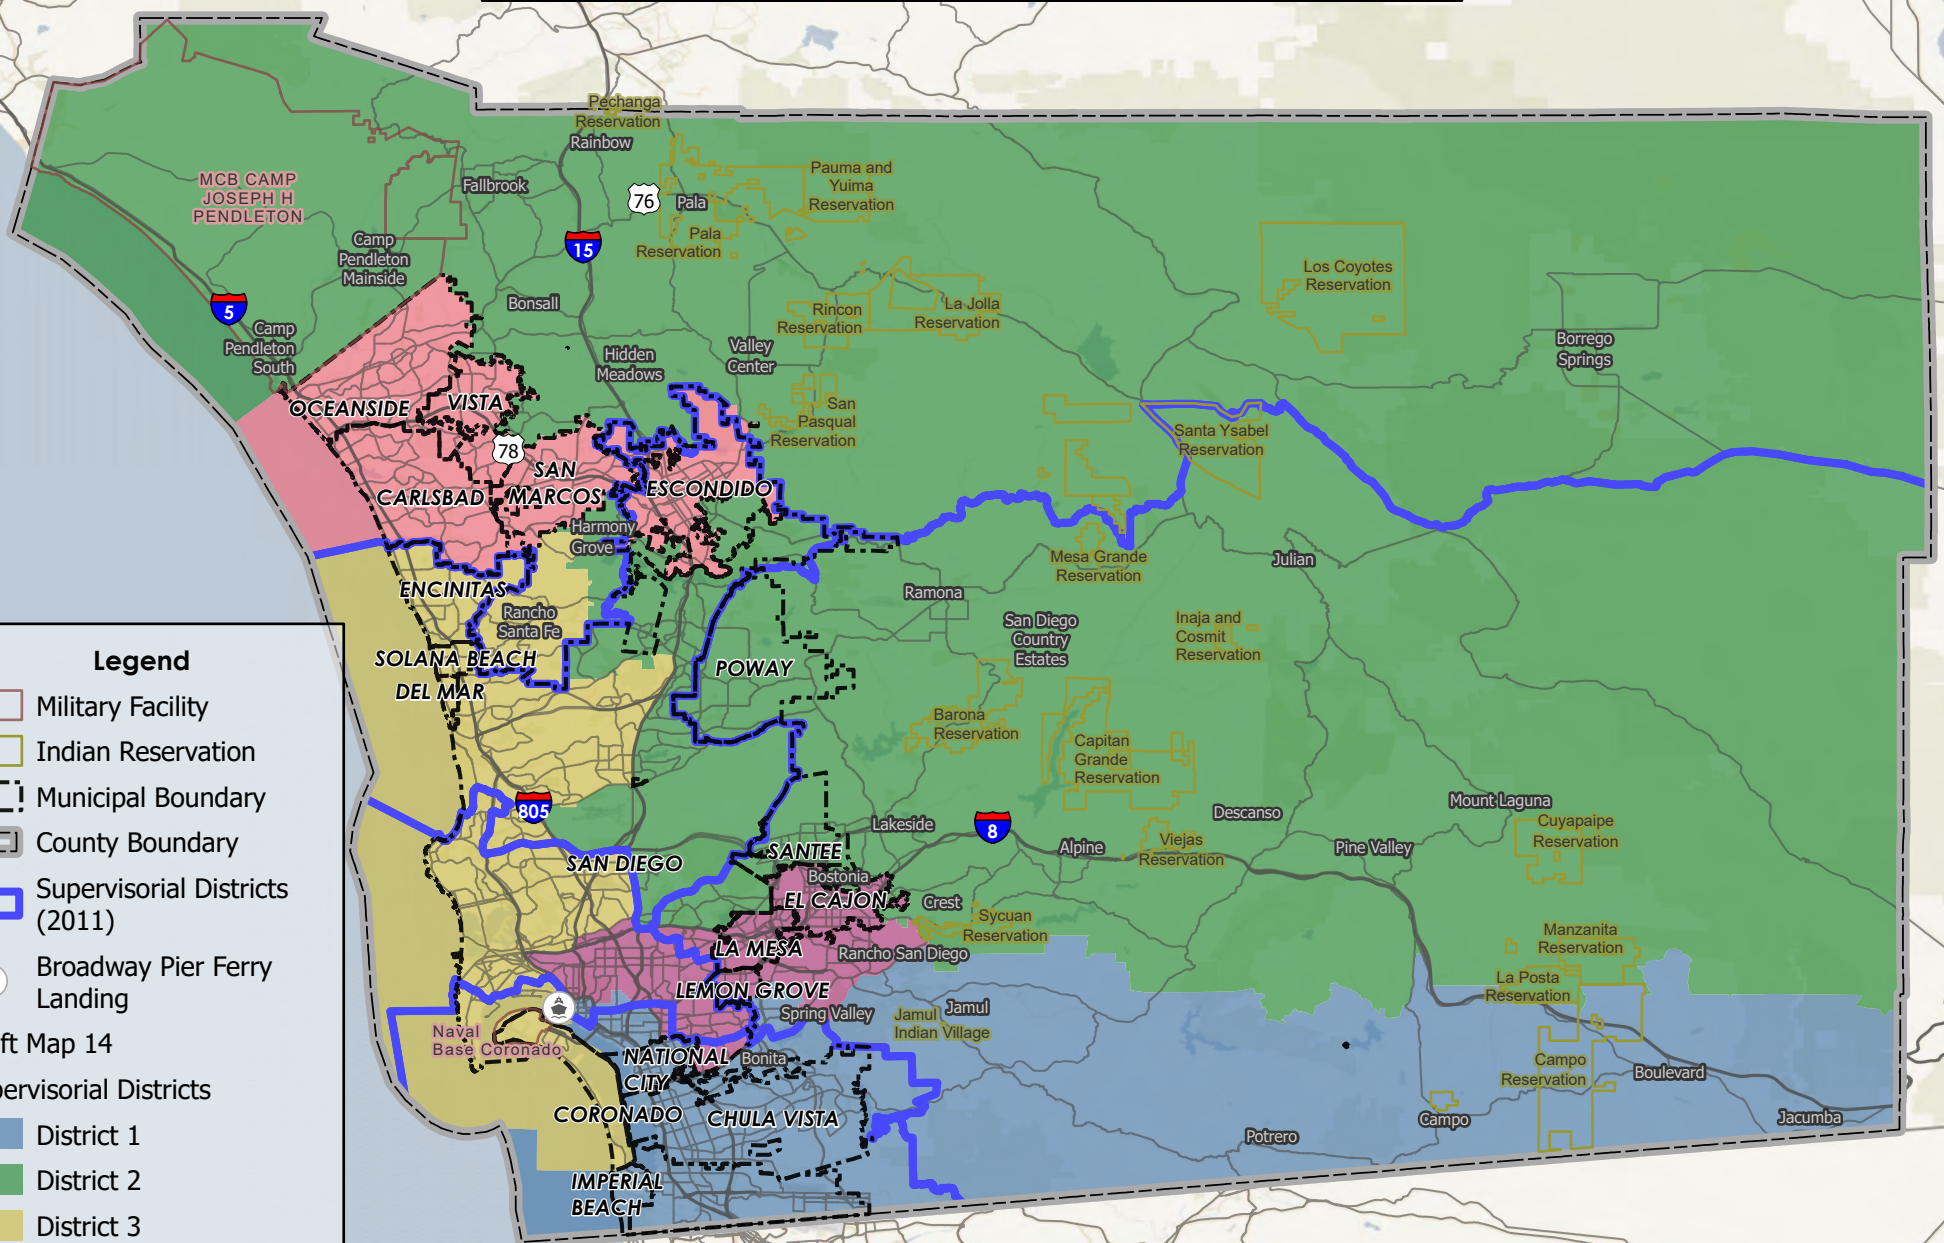 Pechanga
Reservation
Rainbow
MCB CAMP
JOSEPH H
PENDLETON
Fallbrook
76
Pala
Pauma and
Yuima
Reservation
Pala
Reservation
15
Camp
Pendleton
Mainside
Los Coyotes
Reservation
5
Bonsall
Rincon
Reservation
La Jolla
Reservation
Camp
Pendleton
South
Hidden
Meadows
Valley
Center
Borrego
Springs
OCEANSIDE
VISTA
San
Pasqual
Reservation
78
Santa Ysabel
Reservation
SAN
MARCOS
CARLSBAD
ESCONDIDO
Harmony
Grove
Mesa Grande
Reservation
Julian
ENCINITAS
Ramona
Rancho
Santa Fe
San Diego
Country
Estates
Inaja and
Cosmit
Reservation
SOLANA BEACH
DEL MAR
POWAY
Barona
Reservation
Capitan
Grande
Reservation
805
Lakeside
8
Descanso
Mount Laguna
Cuyapaipe
Reservation
SAN DIEGO
SANTEE
Alpine
Viejas
Reservation
Pine Valley
Bostonia
EL CAJON
Crest
Sycuan
Reservation
LA MESA
Rancho San Diego
Manzanita
Reservation
LEMON GROVE
La Posta
Reservation
Spring Valley
Jamul
Indian Village
Jamul
Naval
Base Coronado
NATIONAL
CITY
Bonita
Campo
Reservation
Boulevard
CORONADO
CHULA VISTA
Campo
Jacumba
Potrero
IMPERIAL
BEACH
Legend
Military Facility
Indian Reservation
Municipal Boundary
County Boundary
Supervisorial Districts
(2011)
Broadway Pier Ferry
Landing
ft Map 14
pervisorial Districts
District 1
District 2
District 3